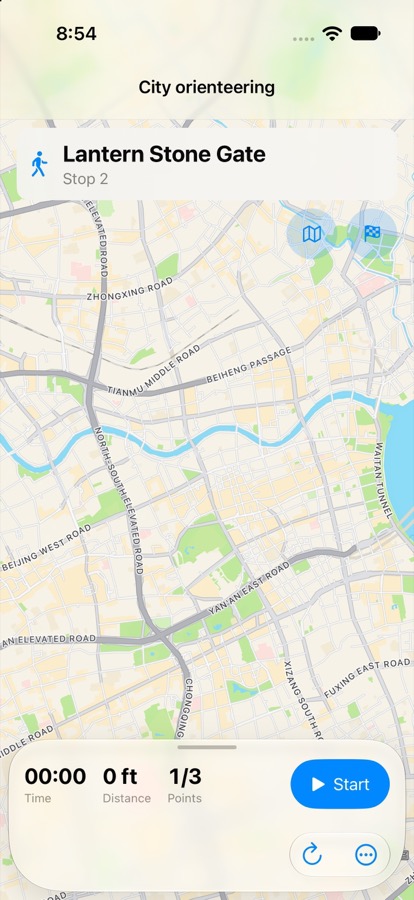 8:54
City orienteering
Lantern Stone Gate
Stop 2
ELEVATED ROAD
ZHONGXING ROAD
TIANMU MIDDLE ROAD
BEIHENG PASSAGE
WAITAN TUNNEL
NORTH-SOUTH ELEVATED ROAD
BEIJING WEST ROAD
YAN'AN EAST ROAD
AN ELEVATED ROAD
FUXING EAST ROAD
XIZANG SOUTH R
CHONGQING
IDDLE ROAD
00:00
0 ft
1/3
Start
Time
Distance
Points